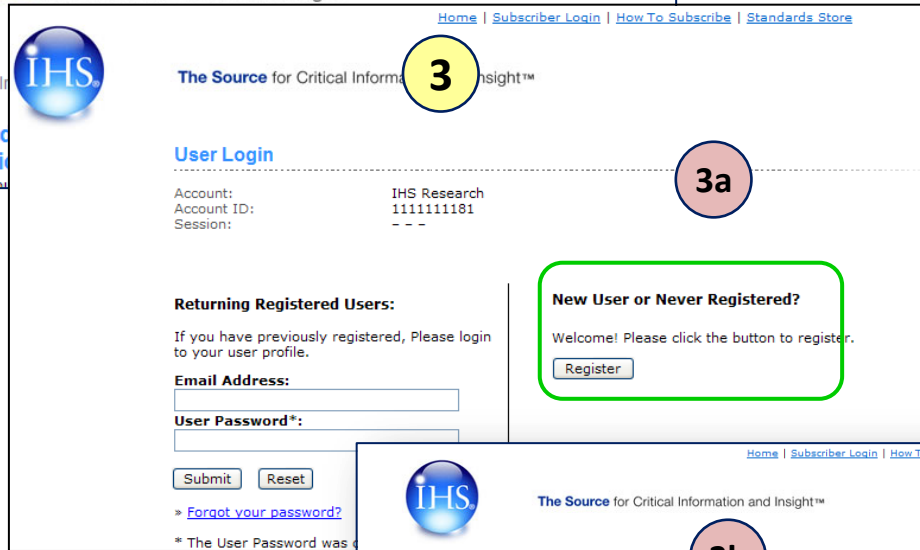 Home | Subscriber Login | How To Subscribe | Standards Store
IHS
The Source for Critical Informa nsight™
3
3a
User Login
Account: IHS Research
Account ID: 1111111181
Session: – – –
Returning Registered Users:
If you have previously registered, Please login
to your user profile.
Email Address:
User Password*:
Submit Reset
» Forgot your password?
* The User Password was
New User or Never Registered?
Welcome! Please click the button to register.
Register
Home | Subscriber Login | How T
IHS
The Source for Critical Information and Insight™